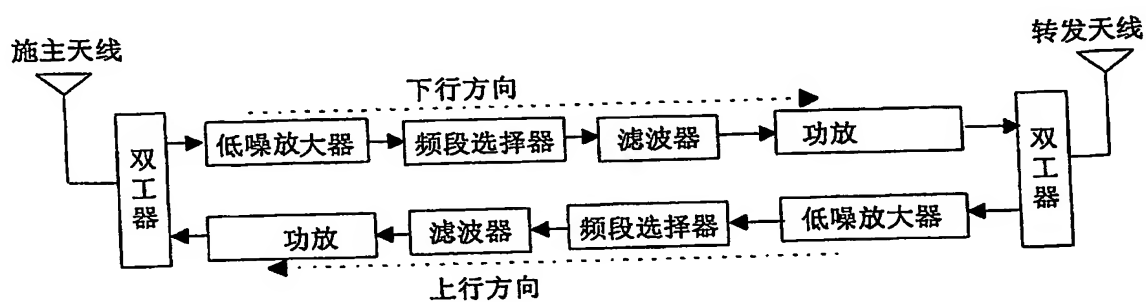 施主天线
转发天线
下行方向
双工器
低噪放大器
频段选择器
滤波器
功放
双工器
功放
滤波器
频段选择器
低噪放大器
上行方向